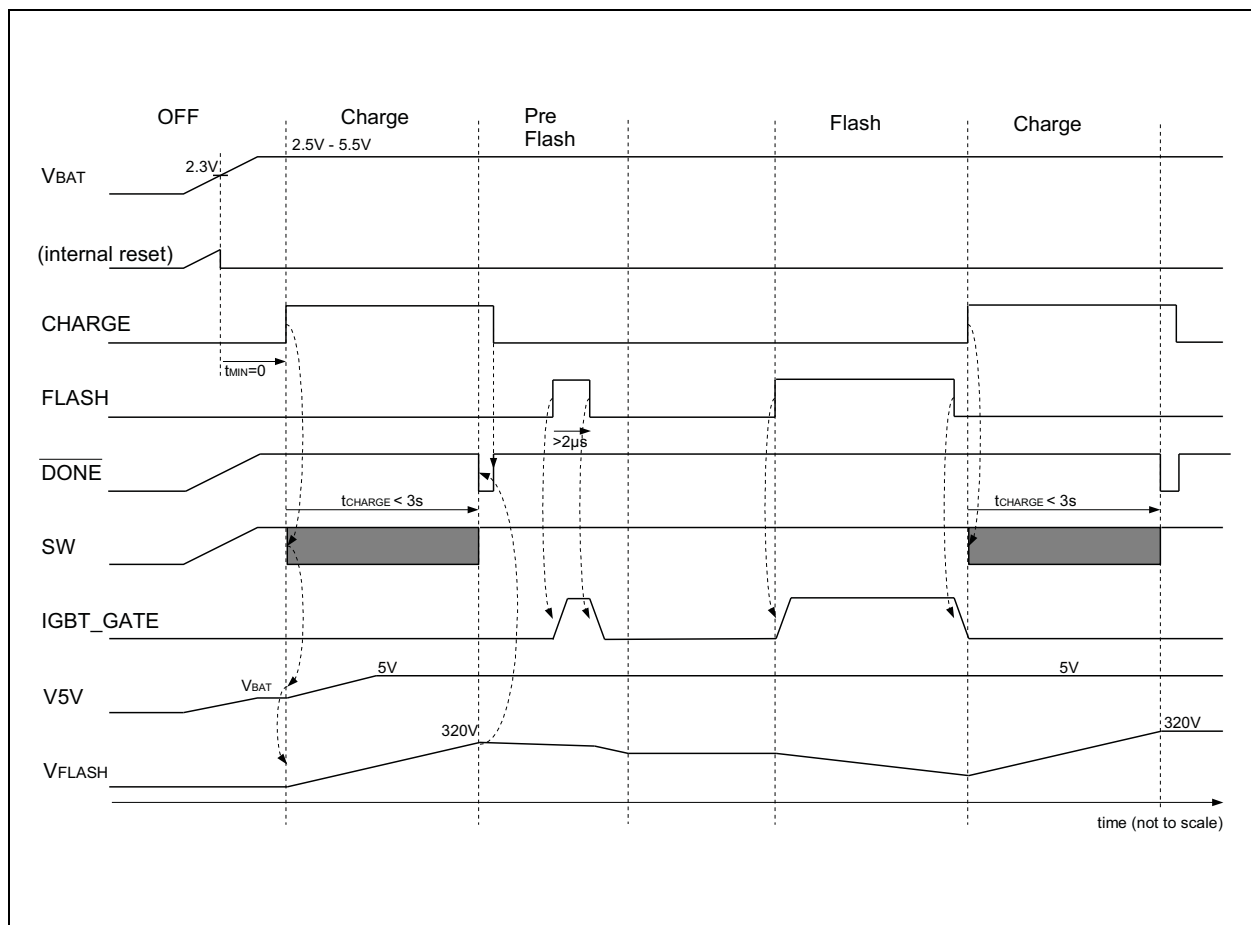 OFF
Charge
Pre
Flash
Flash
Charge
2.5V - 5.5V
2.3V
VBAT
(internal reset)
CHARGE
tMIN=0
FLASH
>2µs
DONE
tCHARGE < 3s
tCHARGE < 3s
SW
IGBT_GATE
5V
5V
VBAT
V5V
320V
320V
VFLASH
time (not to scale)